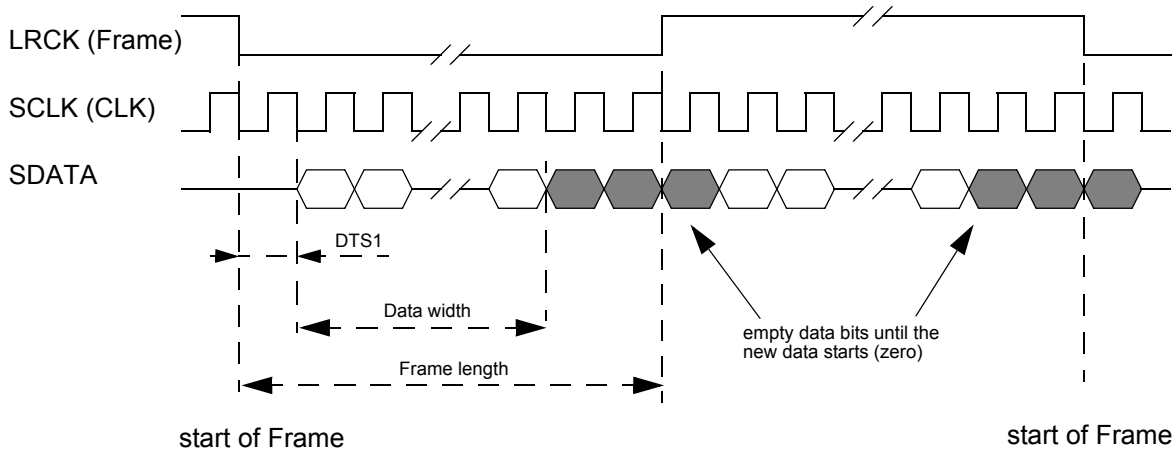 LRCK (Frame)
SCLK (CLK)
SDATA
DTS1
Data width
empty data bits until the
new data starts (zero)
Frame length
start of Frame
start of Frame